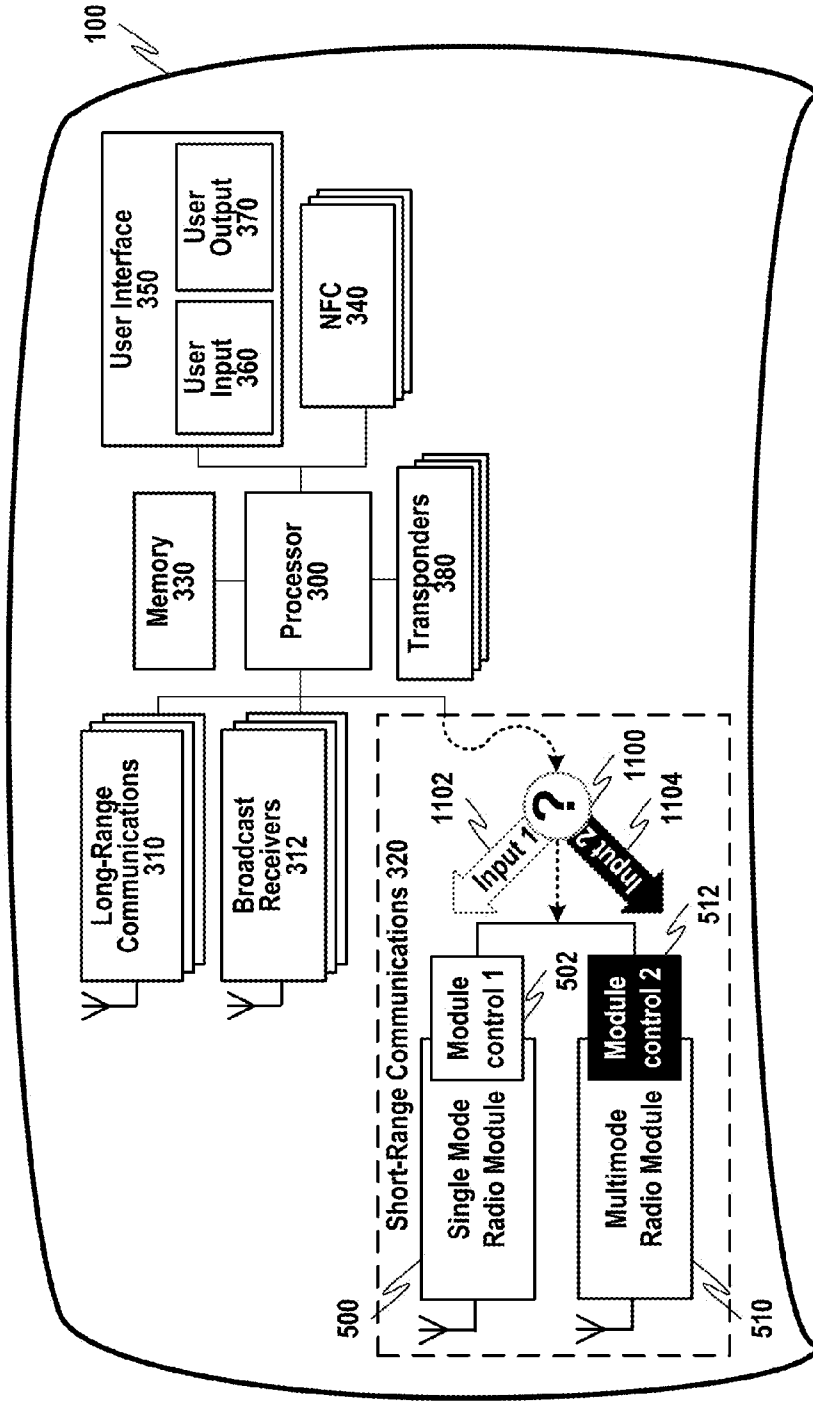 100
User Interface
350
User
Input
360
User
Output
370
NFC
340
Memory
330
Processor
300
Transponders
380
Long-Range
Communications
310
Broadcast
Receivers
312
Short-Range Communications 320
1102
Input 1
?
1100
Input 2
1104
Module
control 1
502
Single Mode
Radio Module
500
Module
control 2
512
Multimode
Radio Module
510